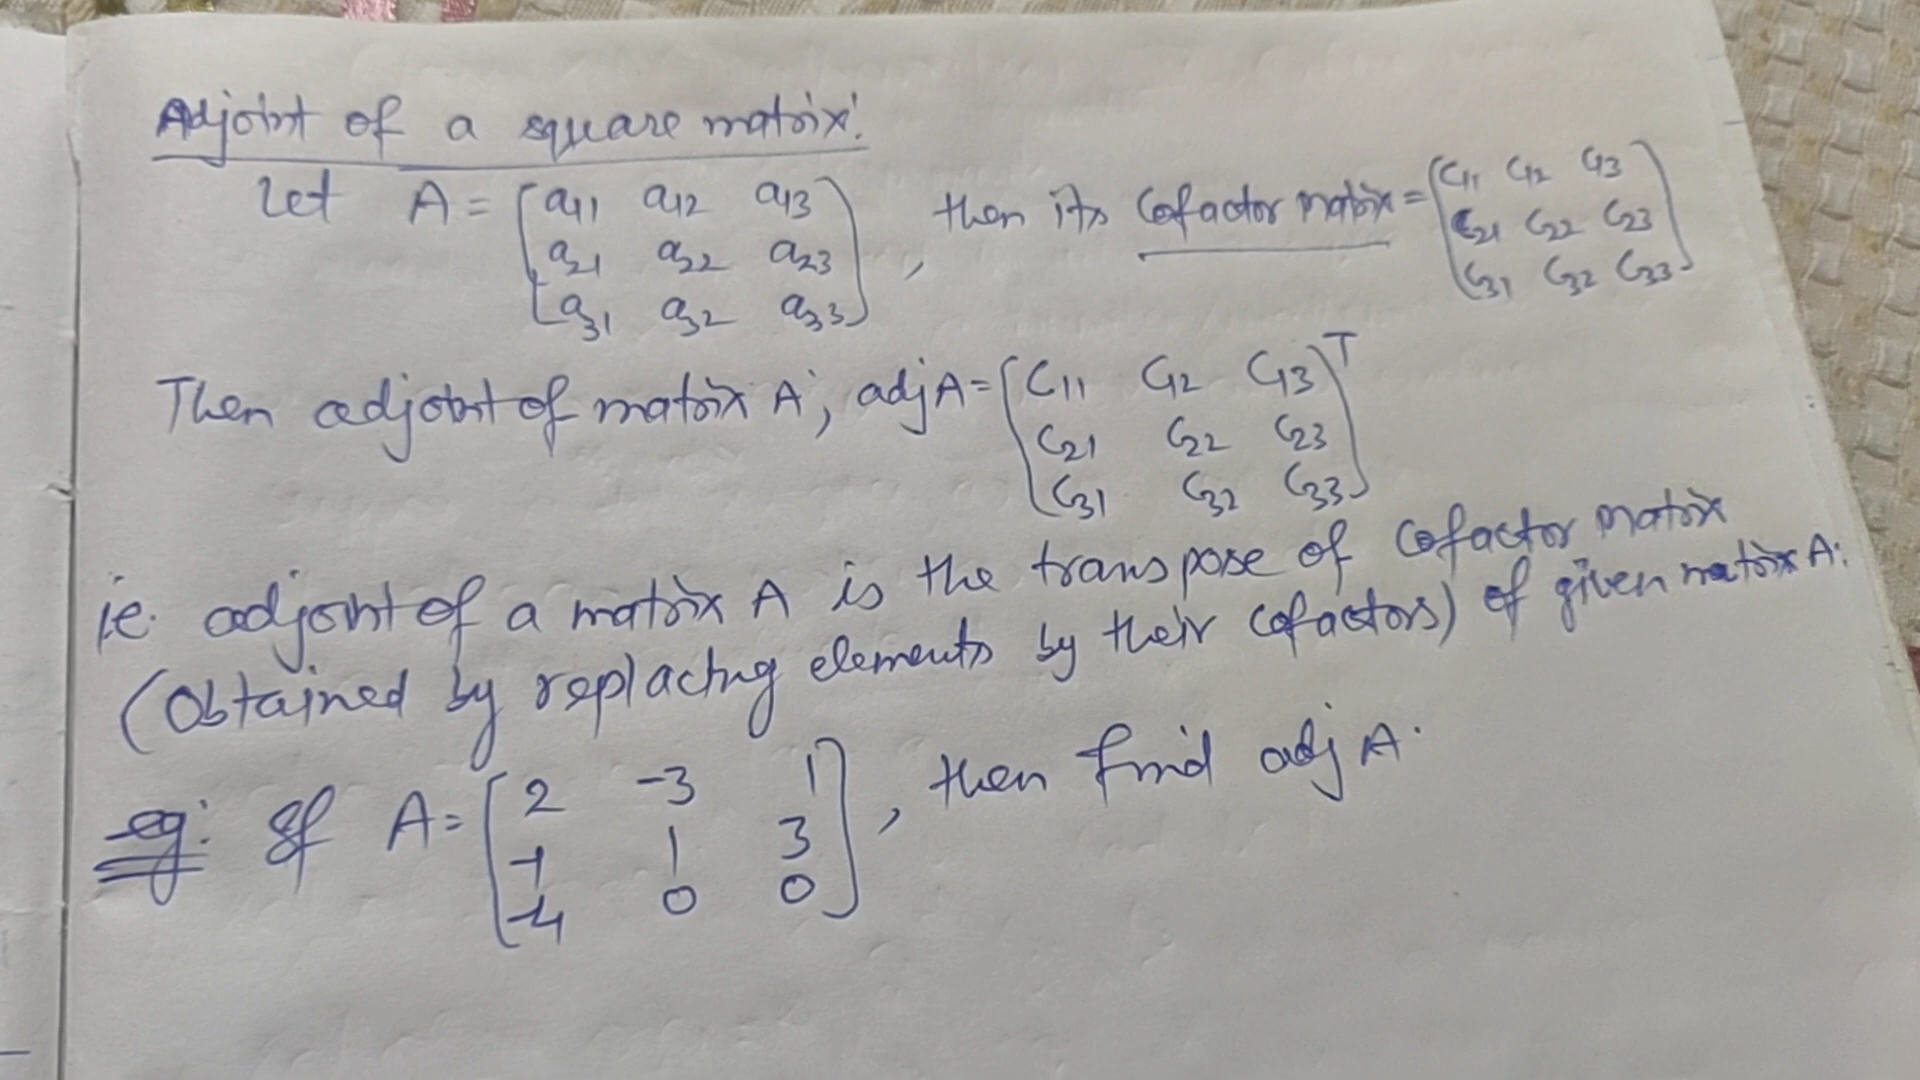 Adjoint of a square matrix:
Let A = [a11 a12 a13
a21 a22 a23
a31 a32 a33], then its Cofactor matrix = [C11 C12 C13
C21 C22 C23
C31 C32 C33]
Then adjoint of matrix A, adj A = [C11 C12 C13
C21 C22 C23
C31 C32 C33]T
i.e. adjoint of a matrix A is the transpose of Cofactor matrix
(Obtained by replacing elements by their cofactors) of given matrix A.
eg: If A = [2 -3 1
-1 1 3
-4 0 0], then find adj A.